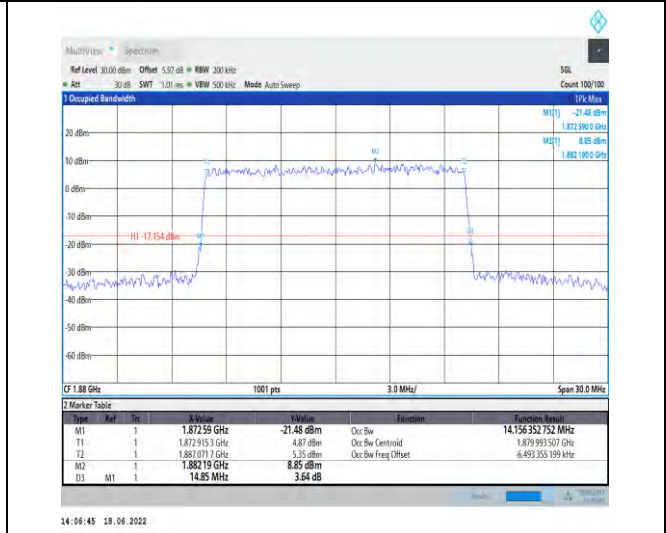 MultiView Spectrum
Ref Level 30.00 dBm Offset 5.97 dB RBW 200 kHz SGL
Att 30 dB SWT 1.01 ms VBW 500 kHz Mode Auto Sweep Count 100/100
1 Occupied Bandwidth 1Pk Max
M1[1] -21.48 dBm
1.872 590 0 GHz
M2[1] 8.85 dBm
1.882 190 0 GHz
20 dBm
10 dBm
M2
0 dBm
-10 dBm
H1 -17.154 dBm
M1
-20 dBm
-30 dBm
-40 dBm
-50 dBm
-60 dBm
CF 1.88 GHz 1001 pts 3.0 MHz/ Span 30.0 MHz
2 Marker Table
Type Ref Trc X-Value Y-Value Function Function Result
M1 1 1.87259 GHz -21.48 dBm Occ Bw 14.156 352 752 MHz
T1 1 1.872 915 3 GHz 4.87 dBm Occ Bw Centroid 1.879 993 507 GHz
T2 1 1.887 071 7 GHz 5.35 dBm Occ Bw Freq Offset -6.493 355 199 kHz
M2 1 1.88219 GHz 8.85 dBm
D3 M1 1 14.85 MHz 3.64 dB
14:06:45 18.06.2022